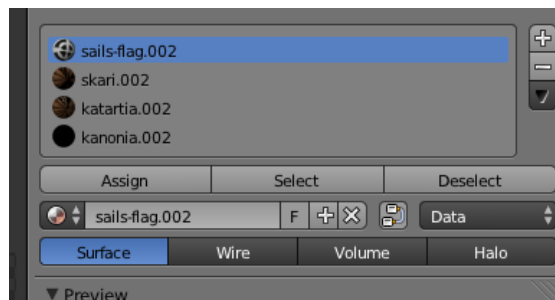 sails-flag.002
skari.002
katartia.002
kanonia.002
Assign Select Deselect
sails-flag.002 F Data
Surface Wire Volume Halo
Preview